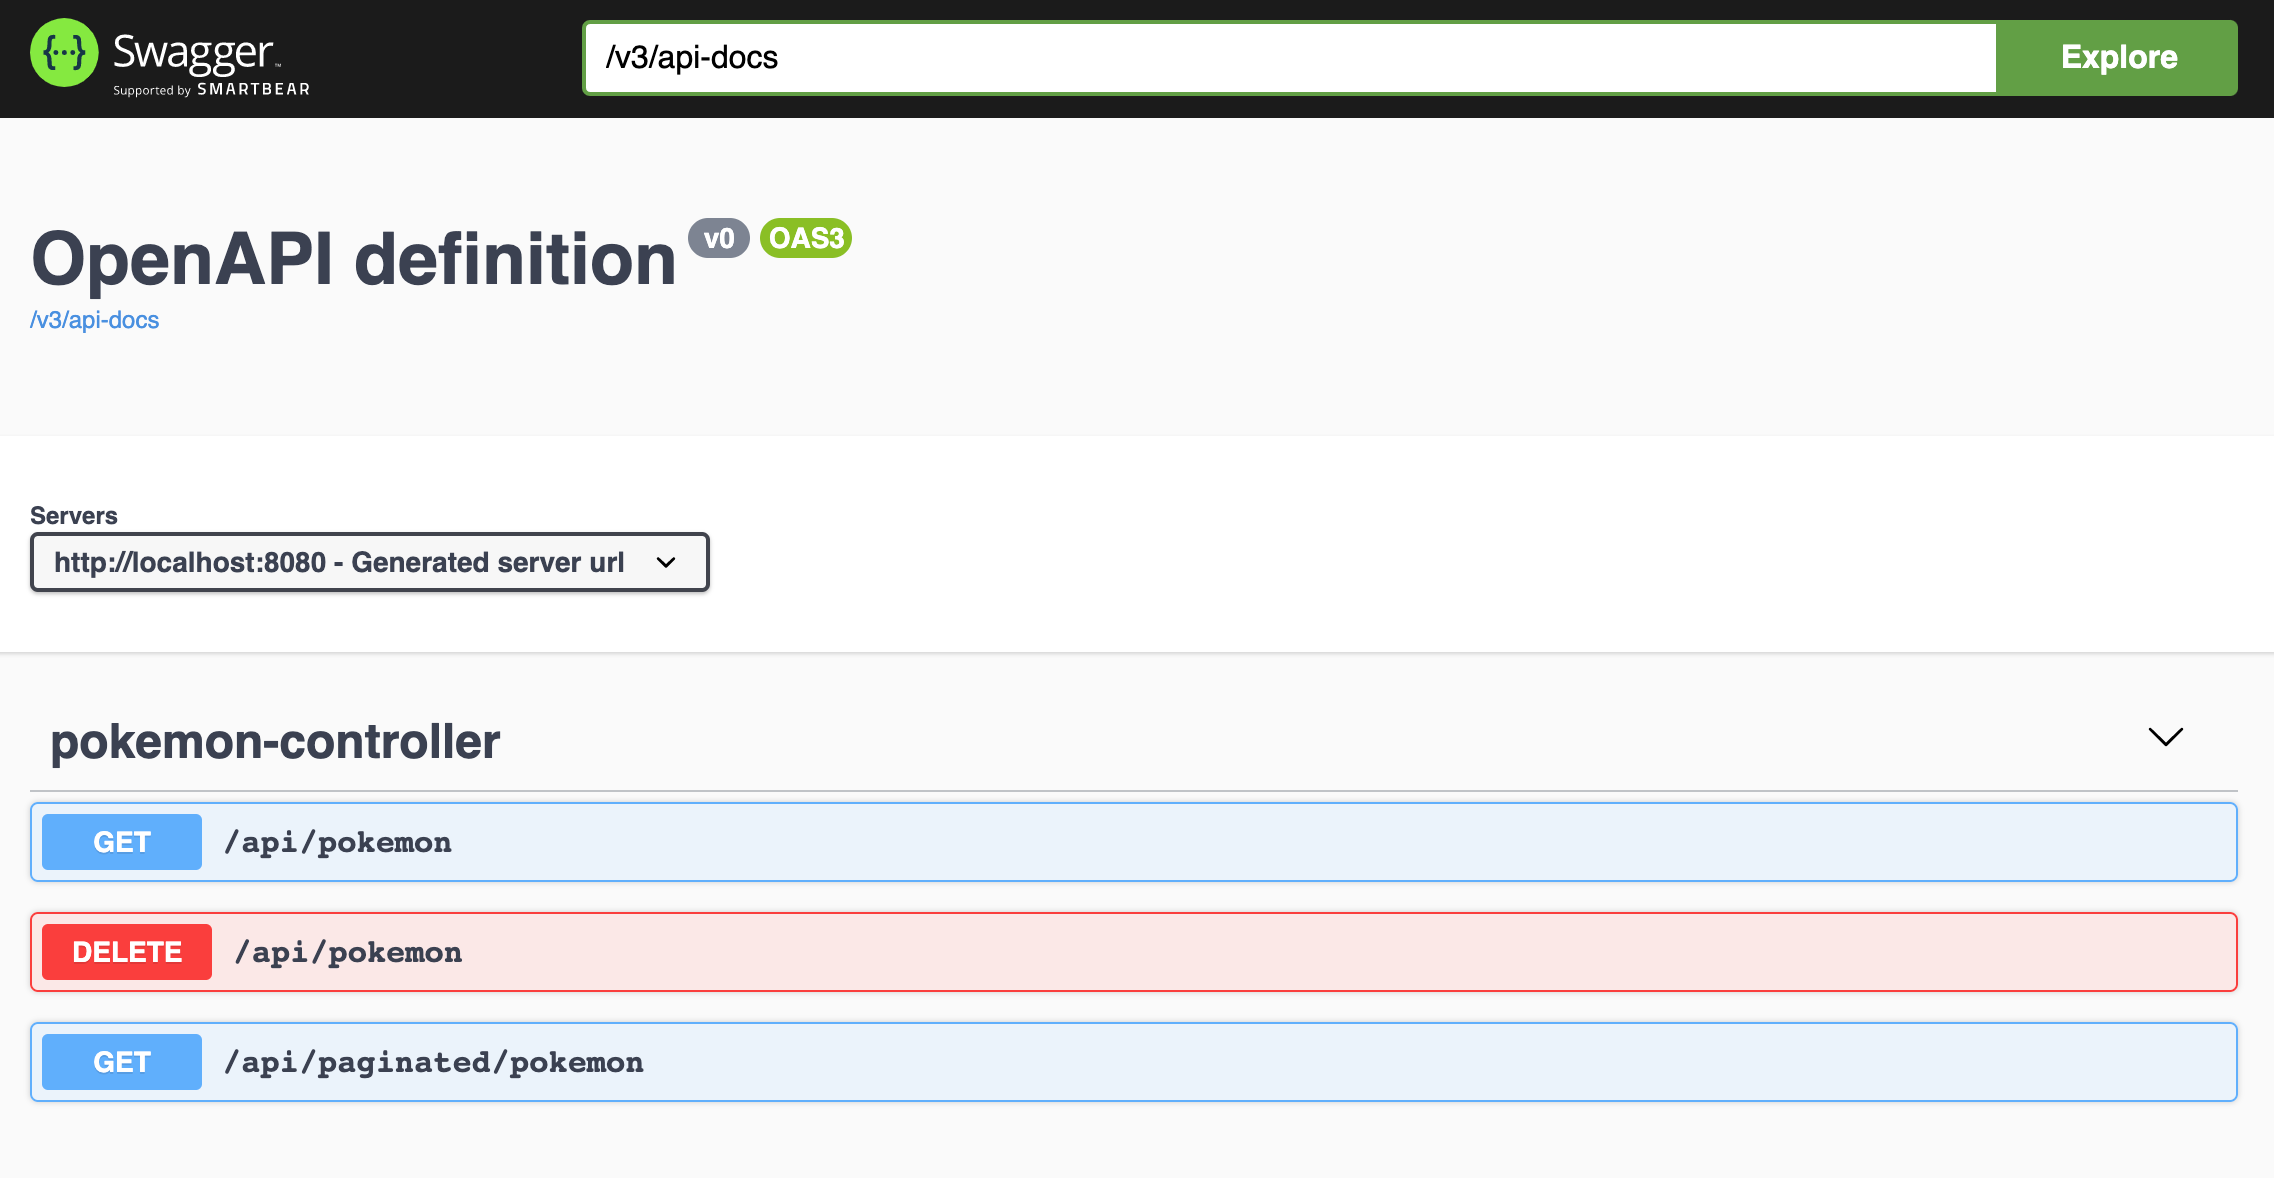 {···} Swagger™
Supported by SMARTBEAR
/v3/api-docs
Explore
OpenAPI definition v0 OAS3
/v3/api-docs
Servers
http://localhost:8080 - Generated server url
pokemon-controller
GET /api/pokemon
DELETE /api/pokemon
GET /api/paginated/pokemon